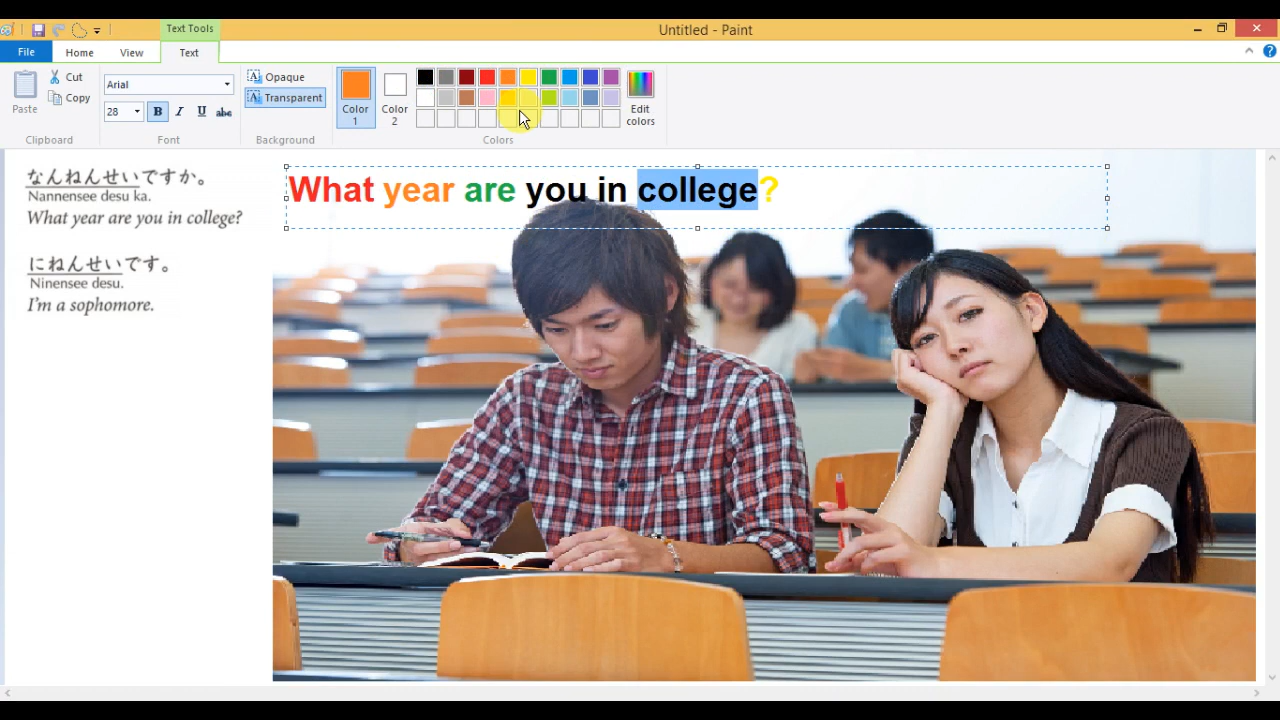 Text Tools
Untitled - Paint
File
Home
View
Text
Paste
Cut
Copy
Clipboard
Arial
28
B
I
U
abc
Font
Opaque
Transparent
Background
Color
1
Color
2
Edit
colors
Colors
なんねんせいですか。
Nannensee desu ka.
What year are you in college?
にねんせいです。
Ninensee desu.
I'm a sophomore.
What year are you in college?